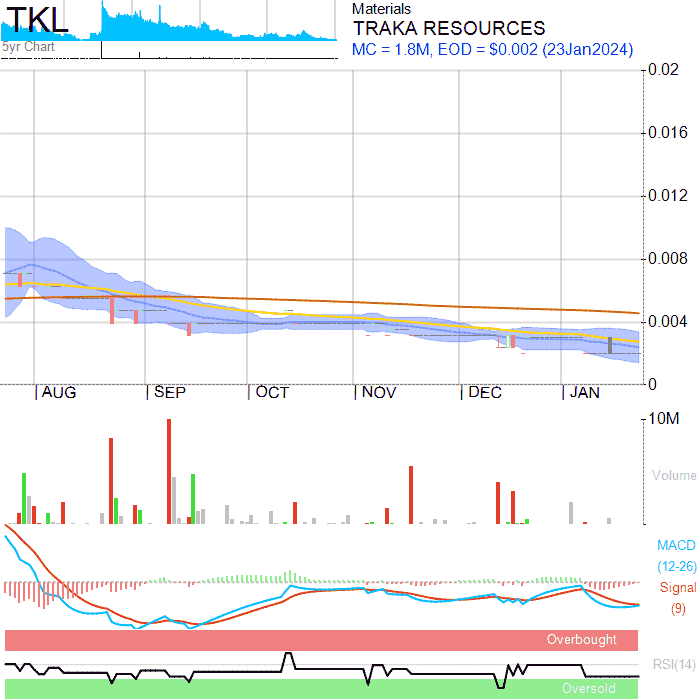 TKL
5yr Chart
Materials
TRAKA RESOURCES
MC = 1.8M, EOD = $0.002 (23Jan2024)
0.02
0.016
0.012
0.008
0.004
0
AUG SEP OCT NOV DEC JAN
10M
Volume
MACD
(12-26)
Signal
(9)
Overbought
RSI(14)
Oversold